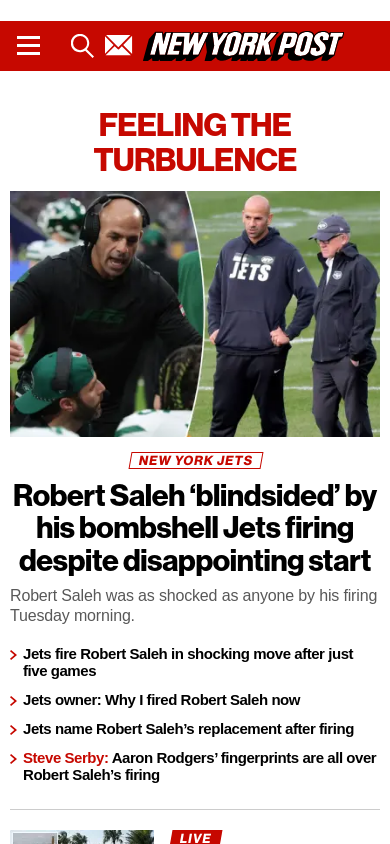 NEW YORK POST
FEELING THE
TURBULENCE
JETS
NEW YORK JETS
Robert Saleh ‘blindsided’ by
his bombshell Jets firing
despite disappointing start
Robert Saleh was as shocked as anyone by his firing
Tuesday morning.
Jets fire Robert Saleh in shocking move after just
five games
Jets owner: Why I fired Robert Saleh now
Jets name Robert Saleh’s replacement after firing
Steve Serby: Aaron Rodgers’ fingerprints are all over
Robert Saleh’s firing
LIVE